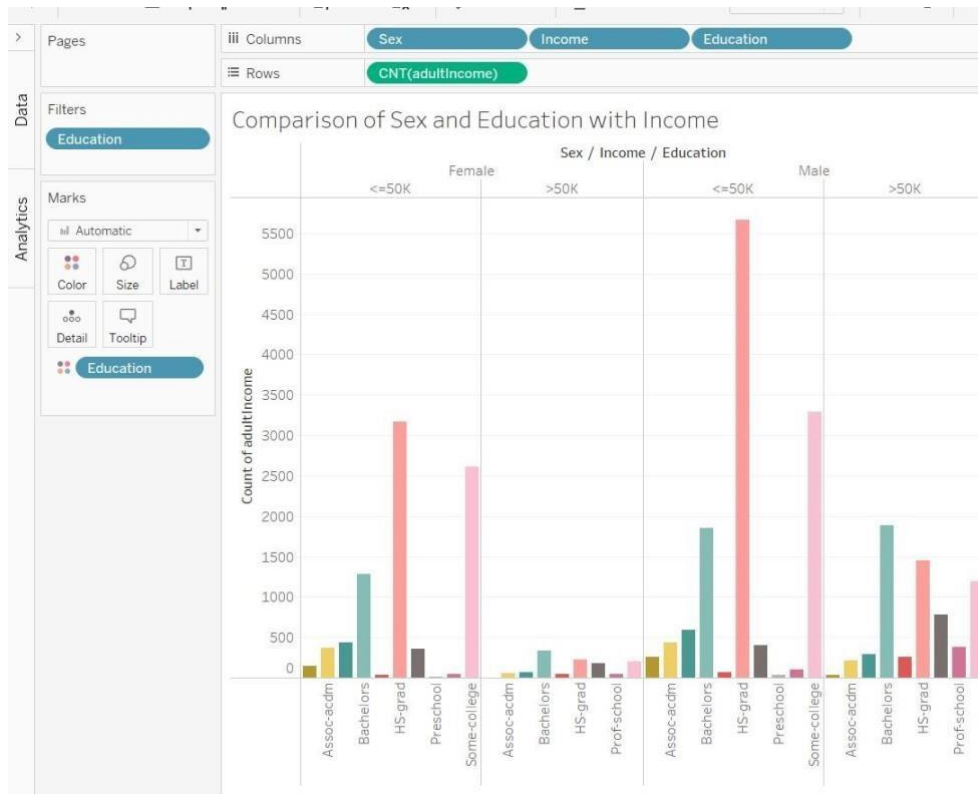 Pages
Columns
Sex
Income
Education
Rows
CNT(adultIncome)
Data
Analytics
Filters
Education
Marks
Automatic
Color
Size
Label
Detail
Tooltip
Education
Comparison of Sex and Education with Income
Sex / Income / Education
Female
Male
<=50K
>50K
<=50K
>50K
Count of adultIncome
5500
5000
4500
4000
3500
3000
2500
2000
1500
1000
500
0
Assoc-acdm
Bachelors
HS-grad
Preschool
Some-college
Assoc-acdm
Bachelors
HS-grad
Prof-school
Assoc-acdm
Bachelors
HS-grad
Preschool
Some-college
Assoc-acdm
Bachelors
HS-grad
Prof-school